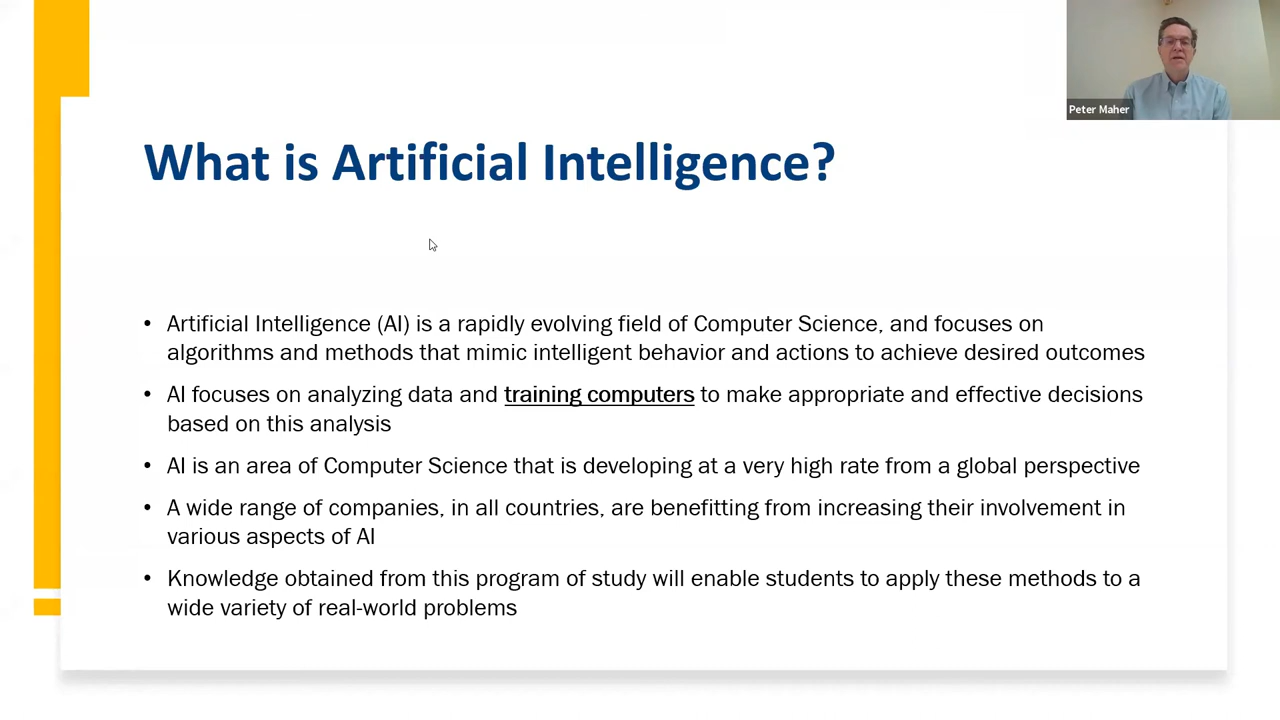 Peter Maher
What is Artificial Intelligence?
• Artificial Intelligence (AI) is a rapidly evolving field of Computer Science, and focuses on
algorithms and methods that mimic intelligent behavior and actions to achieve desired outcomes
• AI focuses on analyzing data and training computers to make appropriate and effective decisions
based on this analysis
• AI is an area of Computer Science that is developing at a very high rate from a global perspective
• A wide range of companies, in all countries, are benefitting from increasing their involvement in
various aspects of AI
• Knowledge obtained from this program of study will enable students to apply these methods to a
wide variety of real-world problems